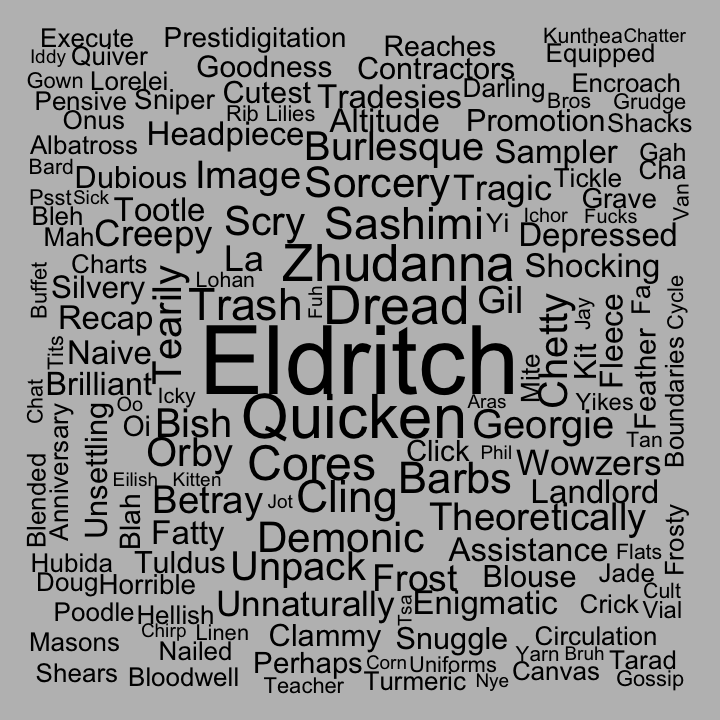 Execute Prestidigitation Reaches Kunthea Chatter
Iddy Quiver Goodness Contractors Equipped
Gown Lorelei Cutest Tradesies Darling Encroach
Pensive Sniper Rib Lilies Bros Grudge
Onus Headpiece Altitude Promotion Shacks
Albatross Burlesque Sampler Gah
Bard Dubious Image Sorcery Tragic Tickle Cha
Psst Sick Tootle Grave Van
Bleh Scry Sashimi Yi Ichor Fucks
Mah Creepy Depressed
Charts La Zhudanna Shocking
Buffet Silvery Tearily Lohan
Recap Trash Fuh Dread Gil Chetty Jay Fleece Fa Cycle
Tits Naive Eldritch Mite Kit Feather Boundaries
Brilliant Icky Aras Yikes
Chat Oo Quicken
Oi Bish Georgie Tan
Blended Anniversary Unsettling Orby Cores Click Phil Wowzers
Eilish Kitten Barbs Landlord
Blah Betray Jot Cling Theoretically
Fatty Demonic Assistance Flats Frosty
Hubida Tuldus Unpack Frost Blouse Jade
Doug Horrible Cult
Poodle Hellish Unnaturally Tsa Enigmatic Crick Vial
Masons Chirp Linen Clammy Snuggle Circulation
Nailed Perhaps Corn Uniforms Yarn Bruh Tarad
Shears Bloodwell Teacher Turmeric Nye Canvas Gossip